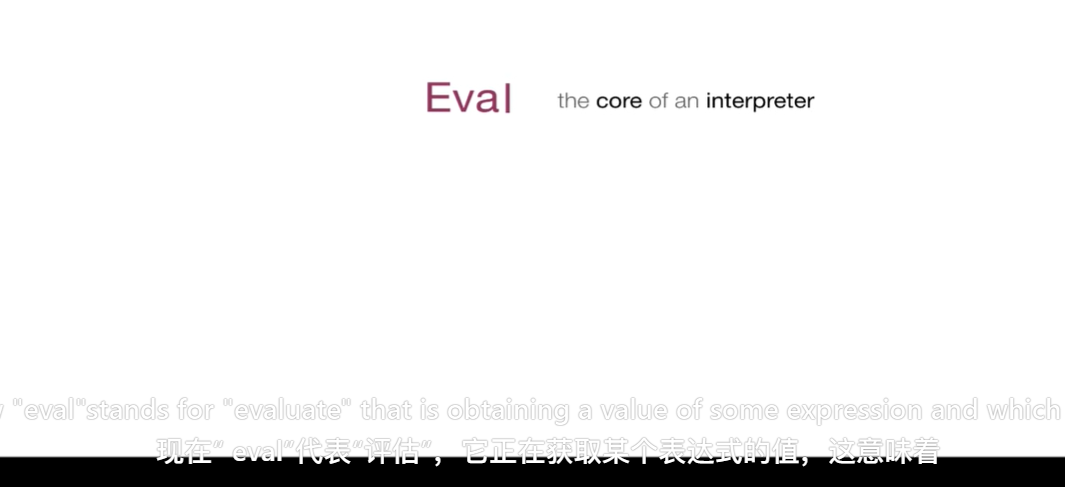 Eval the core of an interpreter
"eval"stands for "evaluate" that is obtaining a value of some expression and which
现在“ eval”代表“评估”，它正在获取某个表达式的值，这意味着